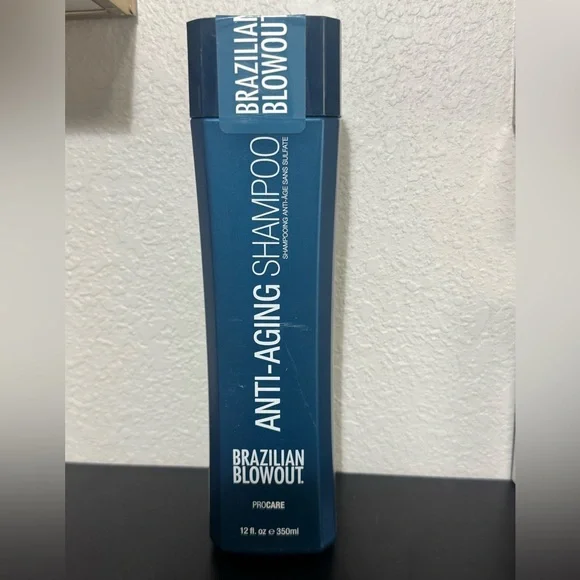 BRAZILIAN
BLOWOUT
ANTI-AGING SHAMPOO
SHAMPOOING ANTI-ÂGE SANS SULFATE
BRAZILIAN
BLOWOUT.
PROCARE
12 fl. oz e 350ml